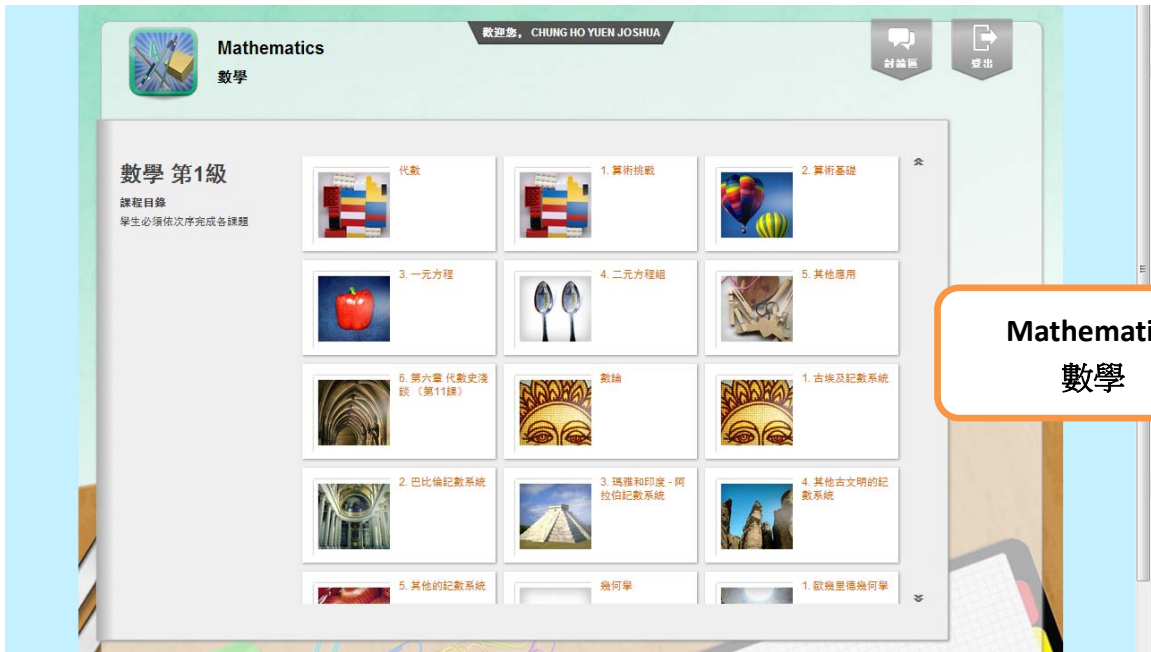 Mathematics
數學
歡迎您， CHUNG HO YUEN JOSHUA
討論區
登出
數學 第1級
課程目錄
學生必須依次序完成各課題
代數
1. 算術挑戰
2. 算術基礎
3. 一元方程
4. 二元方程組
5. 其他應用
6. 第六章 代數史淺
談 （第11課）
數論
1. 古埃及記數系統
2. 巴比倫記數系統
3. 瑪雅和印度 - 阿
拉伯記數系統
4. 其他古文明的記
數系統
5. 其他的記數系統
幾何學
1. 歐幾里德幾何學
Mathemati
數學